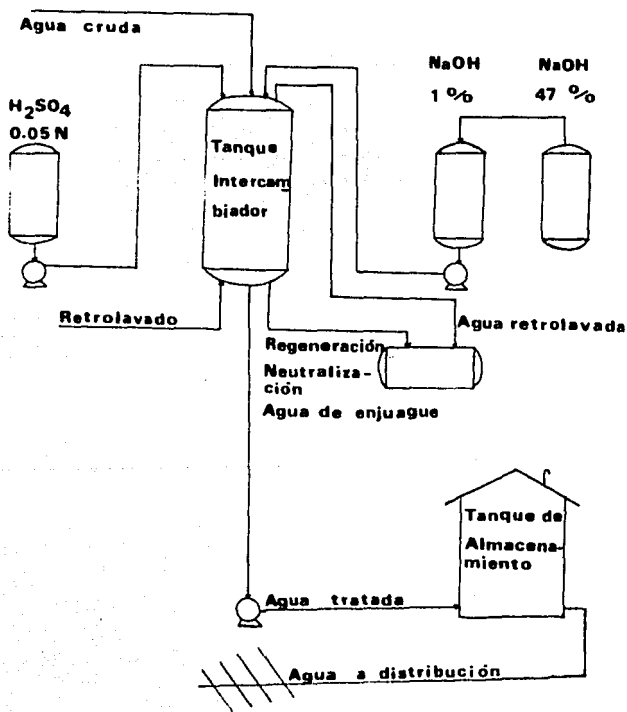 Agua cruda
NaOH
1 %
NaOH
47 %
H₂SO₄
0.05 N
Tanque
Intercam
biador
Retrolavado
Agua retrolavada
Regeneración
Neutraliza-
ción
Agua de enjuague
Tanque de
Almacena-
miento
Agua tratada
Agua a distribución